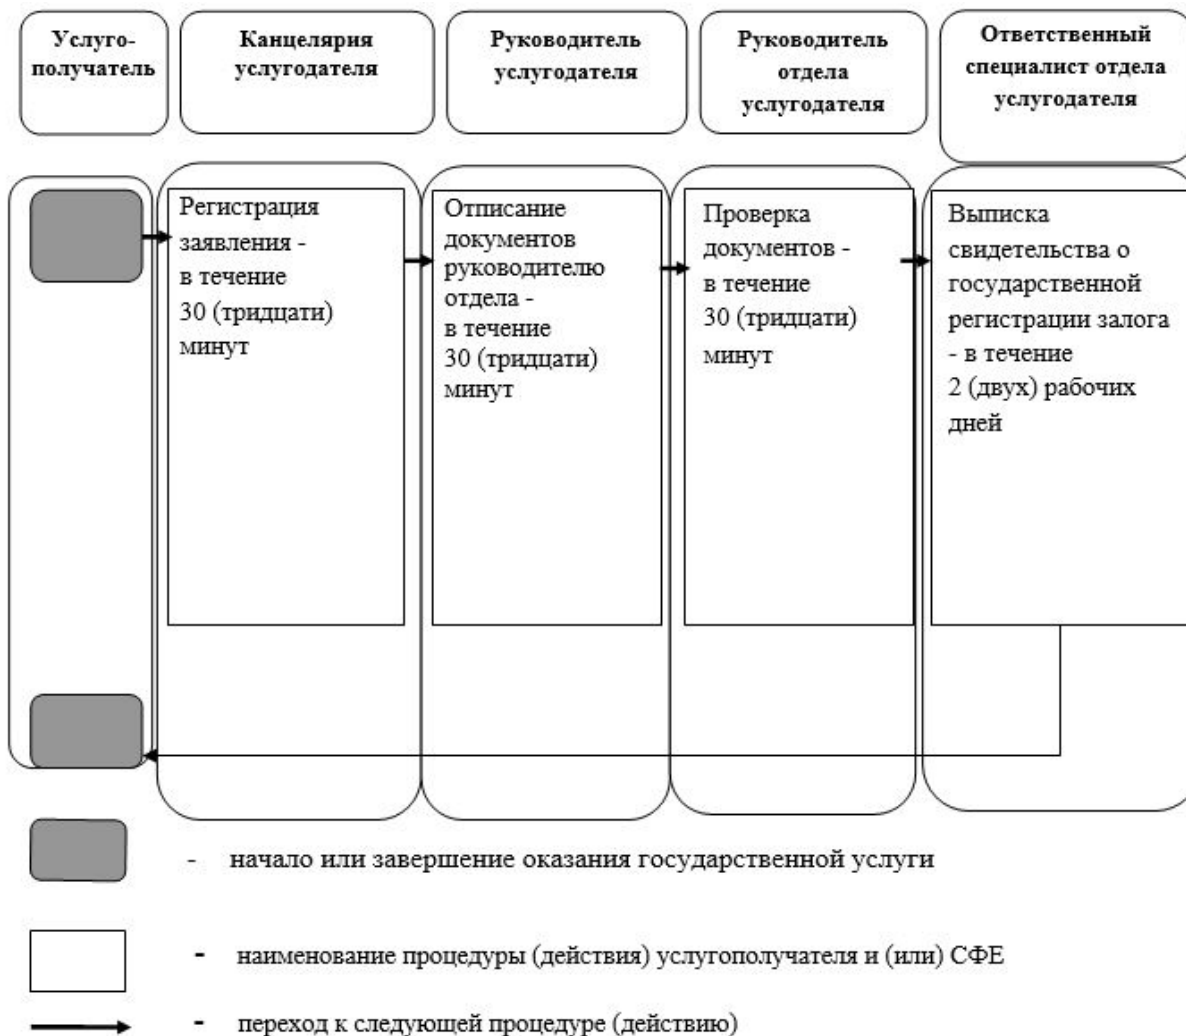 Услуго-
получатель
Канцелярия
услугодателя
Руководитель
услугодателя
Руководитель
отдела
услугодателя
Ответственный
специалист отдела
услугодателя
Регистрация
заявления -
в течение
30 (тридцати)
минут
Отписание
документов
руководителю
отдела -
в течение
30 (тридцати)
минут
Проверка
документов -
в течение
30 (тридцати)
минут
Выписка
свидетельства о
государственной
регистрации залога
- в течение
2 (двух) рабочих
дней
- начало или завершение оказания государственной услуги
- наименование процедуры (действия) услугополучателя и (или) СФЕ
- переход к следующей процедуре (действию)